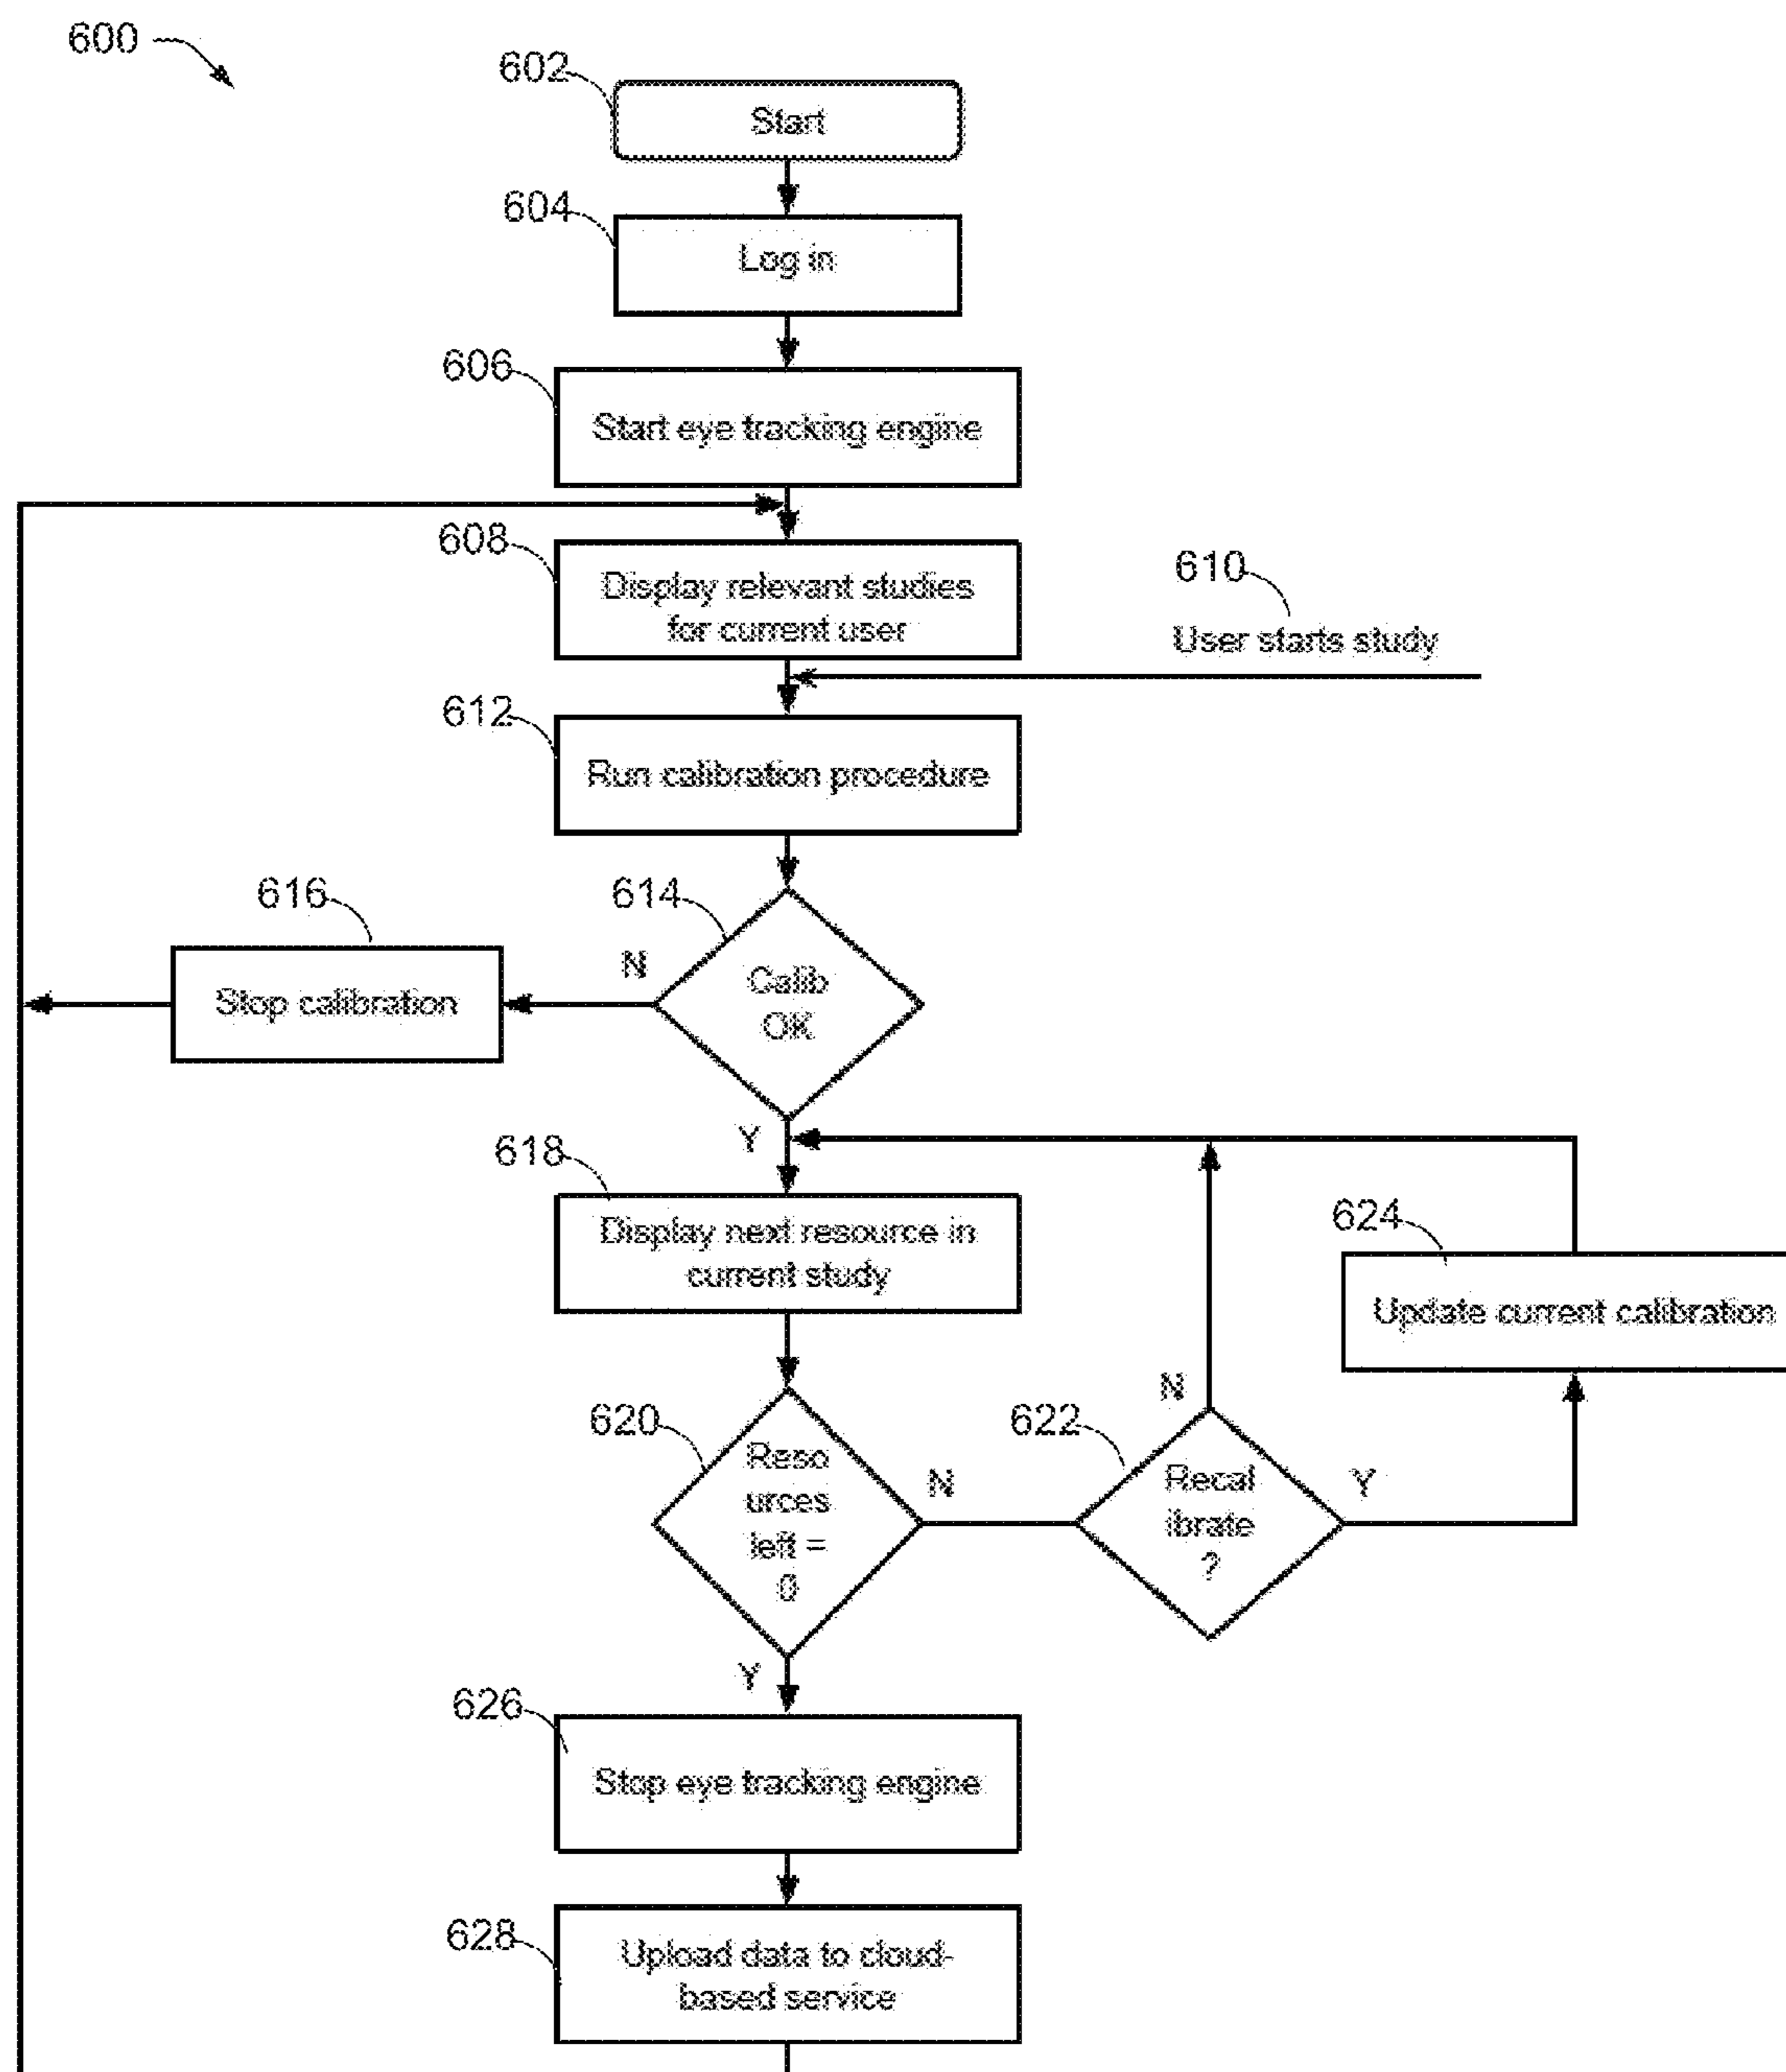 600
602
Start
604
Log in
606
Start eye tracking engine
608
Display relevant studies
for current user
610
User starts study
612
Run calibration procedure
616
614
N
Calib
OK
Stop calibration
Y
618
Display next resource in
current study
624
Update current calibration
N
620
622
Reso
urces
left =
0
N
Recal
ibrate
?
Y
Y
626
Stop eye tracking engine
628
Upload data to cloud-
based service